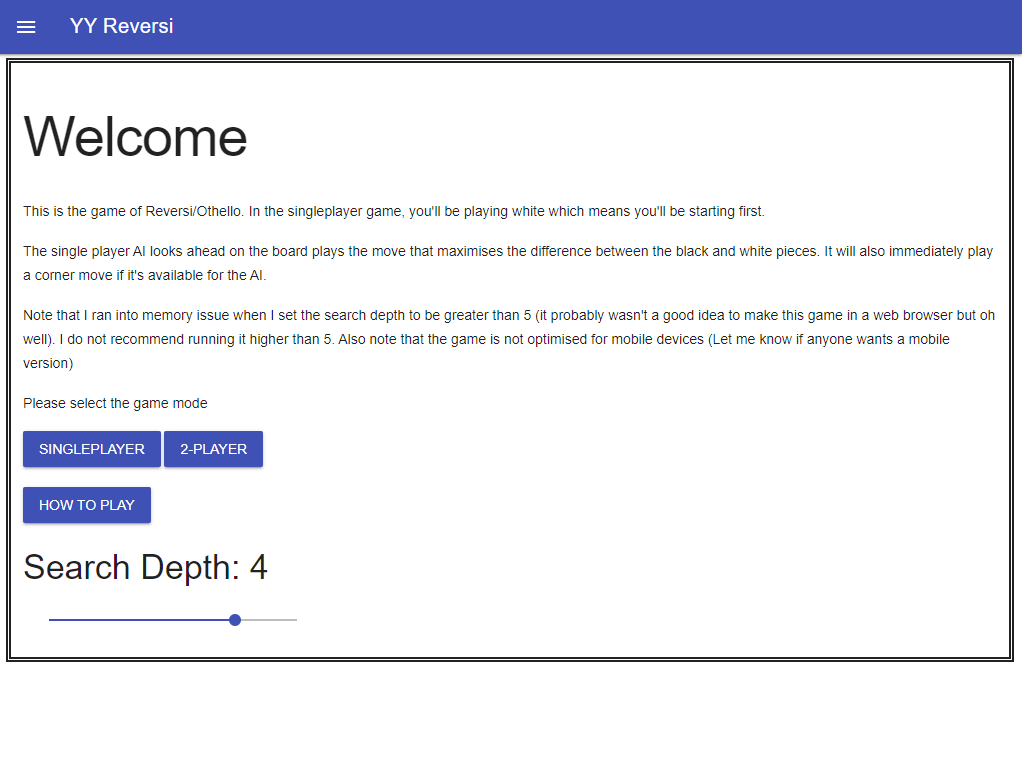 YY Reversi
Welcome
This is the game of Reversi/Othello. In the singleplayer game, you'll be playing white which means you'll be starting first.
The single player AI looks ahead on the board plays the move that maximises the difference between the black and white pieces. It will also immediately play
a corner move if it's available for the AI.
Note that I ran into memory issue when I set the search depth to be greater than 5 (it probably wasn't a good idea to make this game in a web browser but oh
well). I do not recommend running it higher than 5. Also note that the game is not optimised for mobile devices (Let me know if anyone wants a mobile
version)
Please select the game mode
SINGLEPLAYER 2-PLAYER
HOW TO PLAY
Search Depth: 4